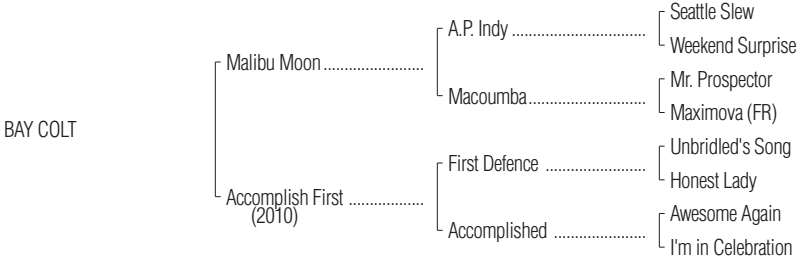 Seattle Slew
A.P. Indy ..............................
Weekend Surprise
Malibu Moon.......................
Mr. Prospector
Macoumba...........................
Maximova (FR)
BAY COLT
Unbridled's Song
First Defence .......................
Honest Lady
Accomplish First .................
(2010)
Awesome Again
Accomplished .....................
I'm in Celebration